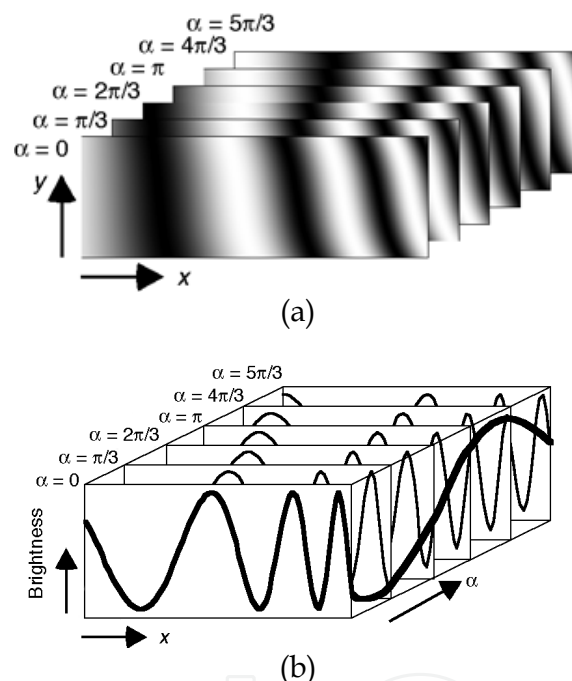 α = 5π/3
α = 4π/3
α = π
α = 2π/3
α = π/3
α = 0
y
x
(a)
α = 5π/3
α = 4π/3
α = π
α = 2π/3
α = π/3
α = 0
Brightness
α
x
(b)